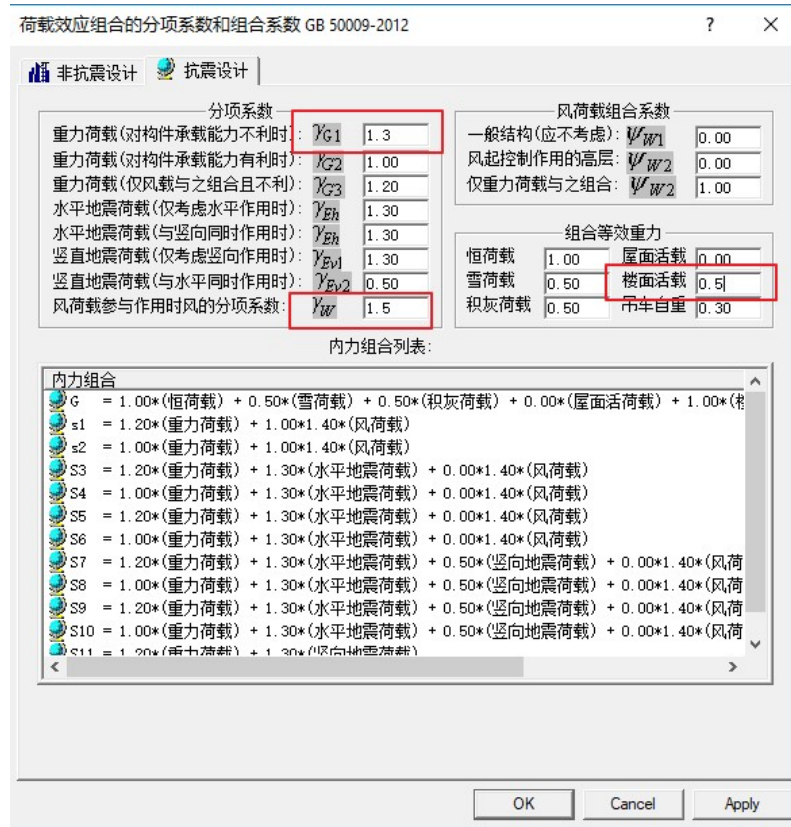 荷载效应组合的分项系数和组合系数 GB 50009-2012 ? ×
非抗震设计 抗震设计
分项系数
重力荷载(对构件承载能力不利时): γG1 1.3
重力荷载(对构件承载能力有利时): γG2 1.00
重力荷载(仅风载与之组合且不利): γG3 1.20
水平地震荷载(仅考虑水平作用时): γEh 1.30
水平地震荷载(与竖向同时作用时): γEh 1.30
竖直地震荷载(仅考虑竖向作用时): γEv1 1.30
竖直地震荷载(与水平同时作用时): γEv2 0.50
风荷载参与作用时风的分项系数: γW 1.5
风荷载组合系数
一般结构(应不考虑): ψW1 0.00
风起控制作用的高层: ψW2 0.00
仅重力荷载与之组合: ψW2 1.00
组合等效重力
恒荷载 1.00 屋面活载 0.00
雪荷载 0.50 楼面活载 0.5
积灰荷载 0.50 吊车自重 0.30
内力组合列表:
内力组合
G = 1.00*(恒荷载) + 0.50*(雪荷载) + 0.50*(积灰荷载) + 0.00*(屋面活荷载) + 1.00*(楼
s1 = 1.20*(重力荷载) + 1.00*1.40*(风荷载)
s2 = 1.00*(重力荷载) + 1.00*1.40*(风荷载)
S3 = 1.20*(重力荷载) + 1.30*(水平地震荷载) + 0.00*1.40*(风荷载)
S4 = 1.00*(重力荷载) + 1.30*(水平地震荷载) + 0.00*1.40*(风荷载)
S5 = 1.20*(重力荷载) + 1.30*(水平地震荷载) + 0.00*1.40*(风荷载)
S6 = 1.00*(重力荷载) + 1.30*(水平地震荷载) + 0.00*1.40*(风荷载)
S7 = 1.20*(重力荷载) + 1.30*(水平地震荷载) + 0.50*(竖向地震荷载) + 0.00*1.40*(风荷
S8 = 1.00*(重力荷载) + 1.30*(水平地震荷载) + 0.50*(竖向地震荷载) + 0.00*1.40*(风荷
S9 = 1.20*(重力荷载) + 1.30*(水平地震荷载) + 0.50*(竖向地震荷载) + 0.00*1.40*(风荷
S10 = 1.00*(重力荷载) + 1.30*(水平地震荷载) + 0.50*(竖向地震荷载) + 0.00*1.40*(风荷
S11 = 1.20*(重力荷载) + 1.30*(竖向地震荷载)
OK Cancel Apply